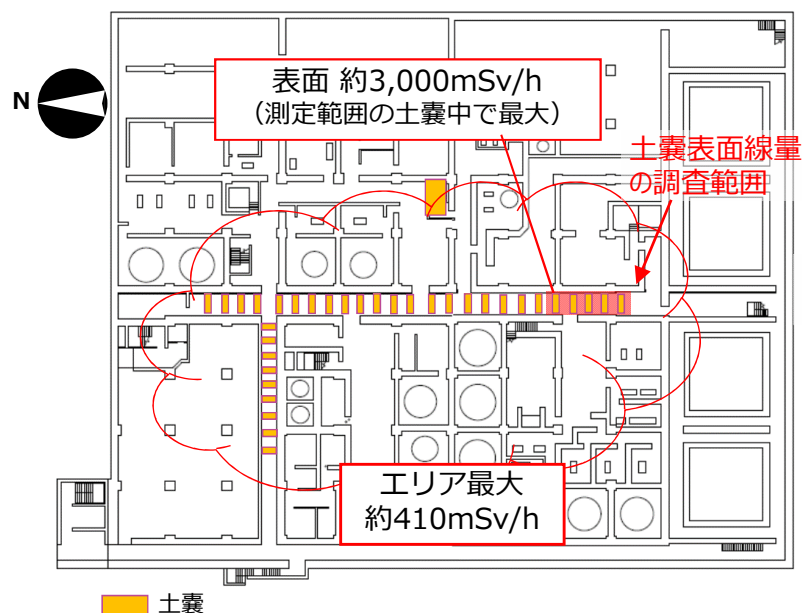 表面 約3,000mSv/h
（測定範囲の土嚢中で最大）
N
土嚢表面線量
の調査範囲
エリア最大
約410mSv/h
土嚢